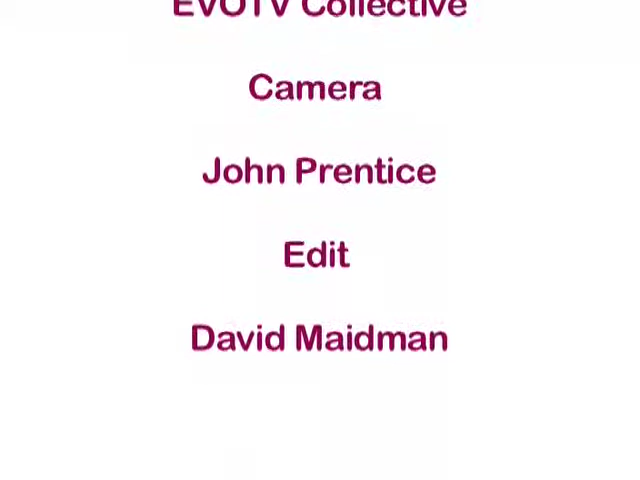 EVOTV Collective
Camera
John Prentice
Edit
David Maidman